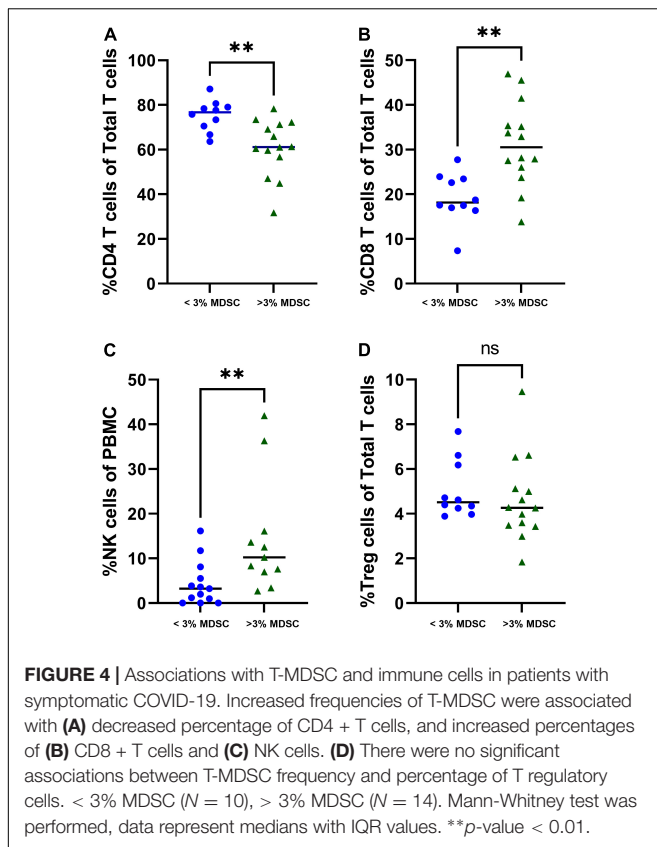 A
**
%CD4 T cells of Total T cells
100
80
60
40
20
0
< 3% MDSC
>3% MDSC
B
**
%CD8 T cells of Total T cells
50
40
30
20
10
0
< 3% MDSC
>3% MDSC
C
**
%NK cells of PBMC
50
40
30
20
10
0
< 3% MDSC
>3% MDSC
D
ns
%Treg cells of Total T cells
10
8
6
4
2
0
< 3% MDSC
>3% MDSC
FIGURE 4 | Associations with T-MDSC and immune cells in patients with
symptomatic COVID-19. Increased frequencies of T-MDSC were associated
with (A) decreased percentage of CD4 + T cells, and increased percentages
of (B) CD8 + T cells and (C) NK cells. (D) There were no significant
associations between T-MDSC frequency and percentage of T regulatory
cells. < 3% MDSC (N = 10), > 3% MDSC (N = 14). Mann-Whitney test was
performed, data represent medians with IQR values. **p-value < 0.01.